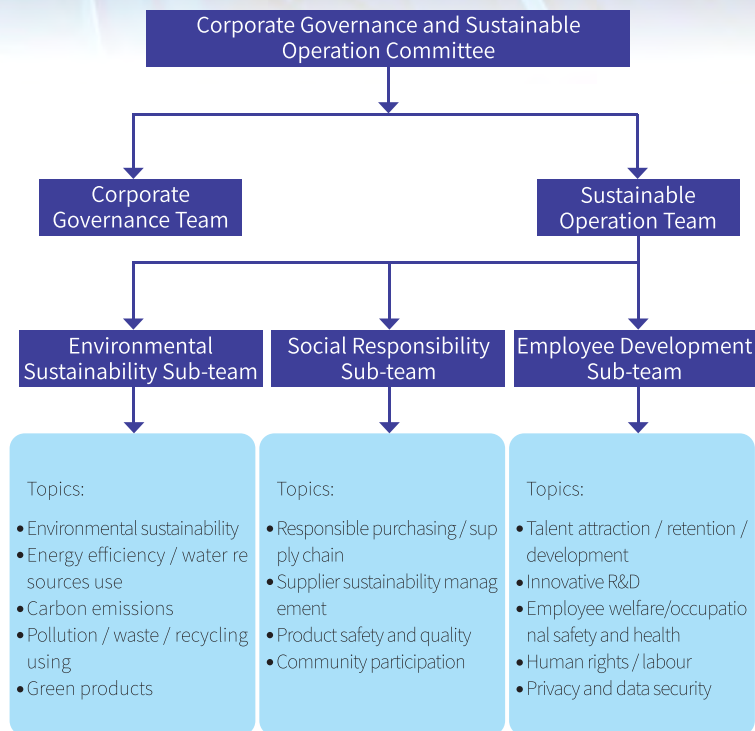 Corporate Governance and Sustainable
Operation Committee
Corporate
Governance Team
Sustainable
Operation Team
Environmental
Sustainability Sub-team
Social Responsibility
Sub-team
Employee Development
Sub-team
Topics:
• Environmental sustainability
• Energy efficiency / water re
sources use
• Carbon emissions
• Pollution / waste / recycling
using
• Green products
Topics:
• Responsible purchasing / sup
ply chain
• Supplier sustainability manag
ement
• Product safety and quality
• Community participation
Topics:
• Talent attraction / retention /
development
• Innovative R&D
• Employee welfare/occupatio
nal safety and health
• Human rights / labour
• Privacy and data security